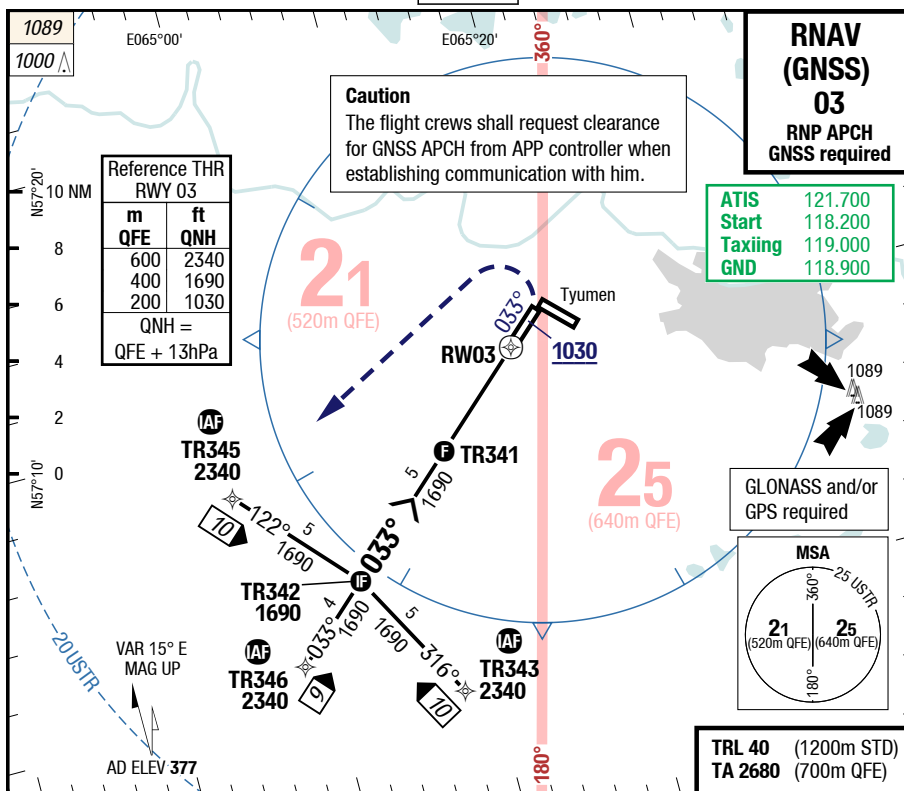 1089
1000
E065°00'
E065°20'
360°
RNAV
(GNSS)
03
RNP APCH
GNSS required
Caution
The flight crews shall request clearance
for GNSS APCH from APP controller when
establishing communication with him.
N57°20'
10 NM
8
6
4
2
0
N57°10'
Reference THR
RWY 03
m ft
QFE QNH
600 2340
400 1690
200 1030
QNH =
QFE + 13hPa
ATIS 121.700
Start 118.200
Taxiing 119.000
GND 118.900
21
(520m QFE)
033°
Tyumen
RW03
1030
1089
1089
IAF
TR345
2340
F TR341
5
1690
25
(640m QFE)
GLONASS and/or
GPS required
10
122°
5
1690
033°
TR342
1690
IF
4
033°
1690
5
1690
316°
IAF
TR346
2340
9
IAF
TR343
2340
10
MSA
25 USTR
360°
21
(520m QFE)
25
(640m QFE)
180°
20 USTR
VAR 15° E
MAG UP
AD ELEV 377
180°
TRL 40 (1200m STD)
TA 2680 (700m QFE)